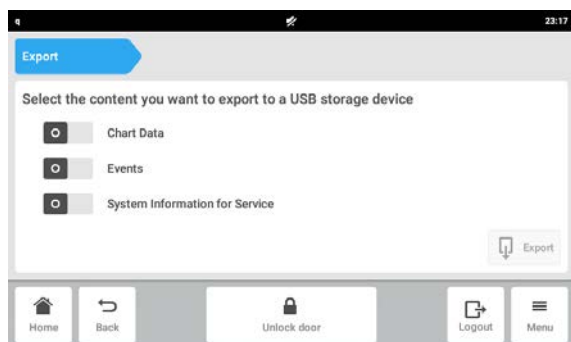 q 23:17
Export
Select the content you want to export to a USB storage device
Chart Data
Events
System Information for Service
Export
Home Back Unlock door Logout Menu